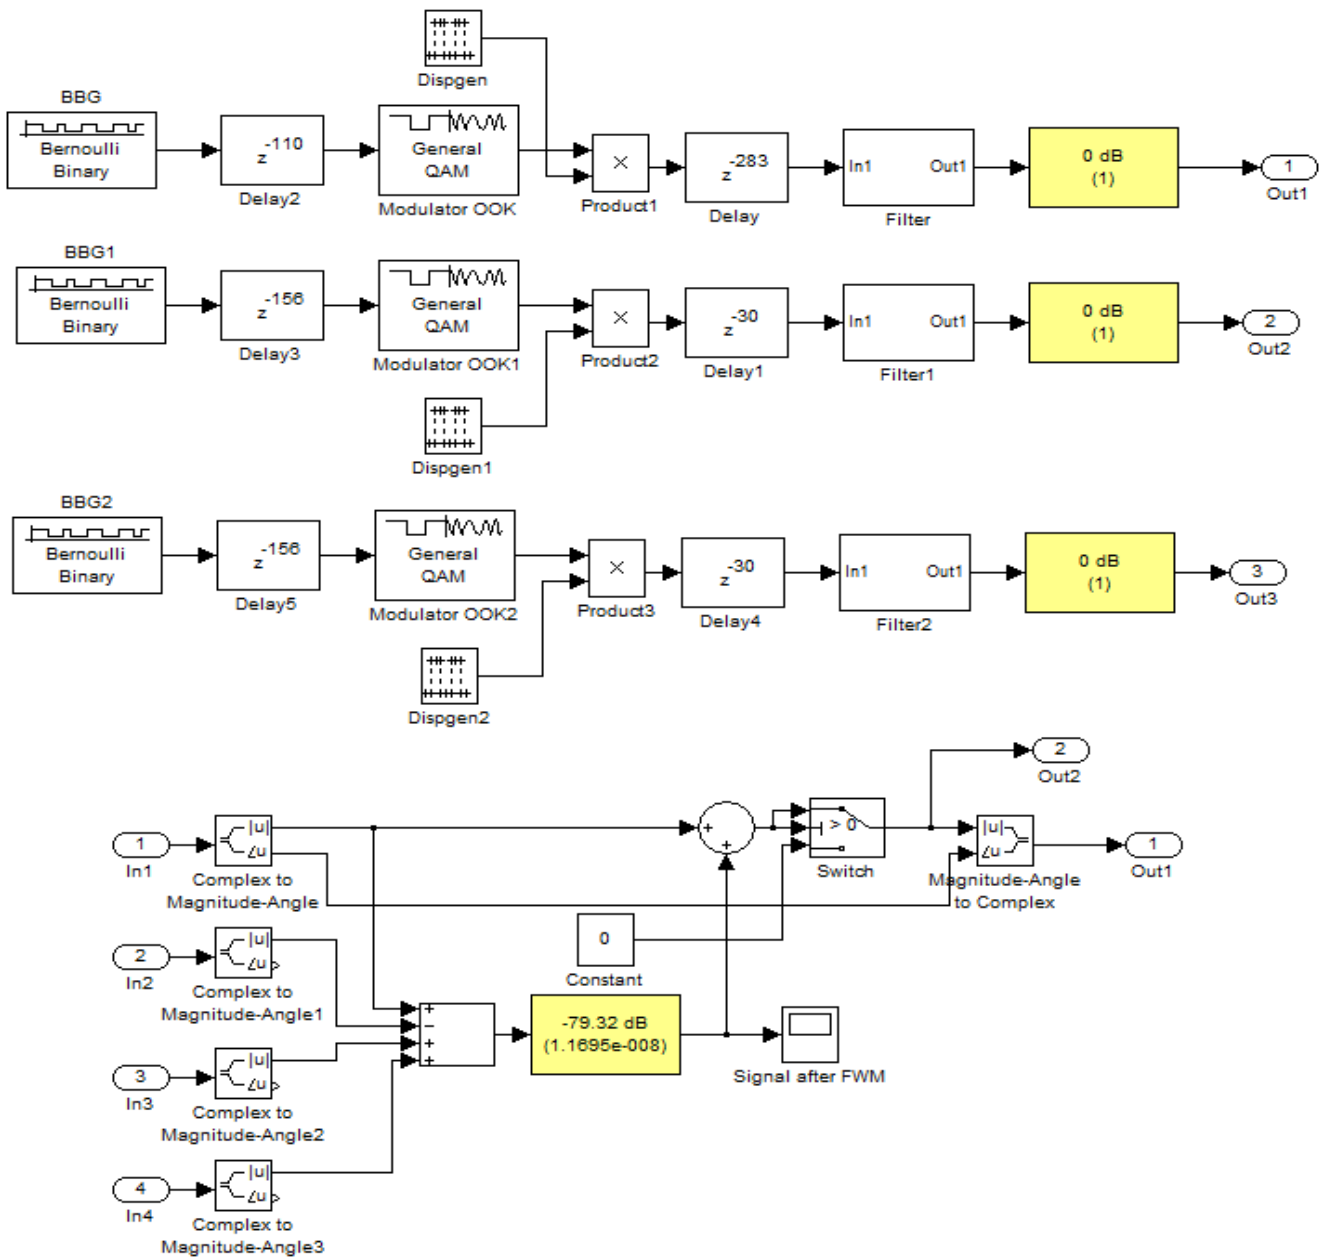 Dispgen
BBG
Bernoulli
Binary
z -110
Delay2
General
QAM
Modulator OOK
×
Product1
z -283
Delay
In1 Out1
Filter
0 dB
(1)
1
Out1
BBG1
Bernoulli
Binary
z -156
Delay3
General
QAM
Modulator OOK1
×
Product2
z -30
Delay1
In1 Out1
Filter1
0 dB
(1)
2
Out2
Dispgen1
BBG2
Bernoulli
Binary
z -156
Delay5
General
QAM
Modulator OOK2
×
Product3
z -30
Delay4
In1 Out1
Filter2
0 dB
(1)
3
Out3
Dispgen2
2
Out2
1
In1
|u|
∠u
Complex to
Magnitude-Angle
+
+
> 0
Switch
|u|
∠u
Magnitude-Angle
to Complex
1
Out1
2
In2
|u|
∠u
Complex to
Magnitude-Angle1
0
Constant
+
−
+
+
-79.32 dB
(1.1695e-008)
Signal after FWM
3
In3
|u|
∠u
Complex to
Magnitude-Angle2
4
In4
|u|
∠u
Complex to
Magnitude-Angle3